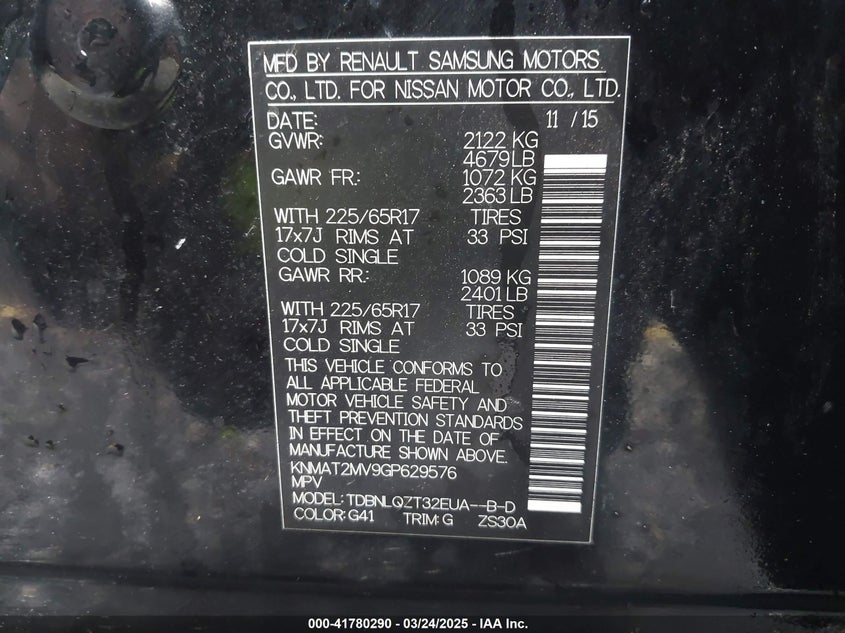 MFD BY RENAULT SAMSUNG MOTORS
CO., LTD. FOR NISSAN MOTOR CO., LTD.
DATE: 11 / 15
GVWR: 2122 KG
4679 LB
GAWR FR: 1072 KG
2363 LB
WITH 225/65R17 TIRES
17x7J RIMS AT 33 PSI
COLD SINGLE
GAWR RR: 1089 KG
2401 LB
WITH 225/65R17 TIRES
17x7J RIMS AT 33 PSI
COLD SINGLE
THIS VEHICLE CONFORMS TO
ALL APPLICABLE FEDERAL
MOTOR VEHICLE SAFETY AND
THEFT PREVENTION STANDARDS
IN EFFECT ON THE DATE OF
MANUFACTURE SHOWN ABOVE.
KNMAT2MV9GP629576
MPV
MODEL: TDBNLQZT32EUA--B-D
COLOR: G41 TRIM: G ZS30A
000-41780290 - 03/24/2025 - IAA Inc.